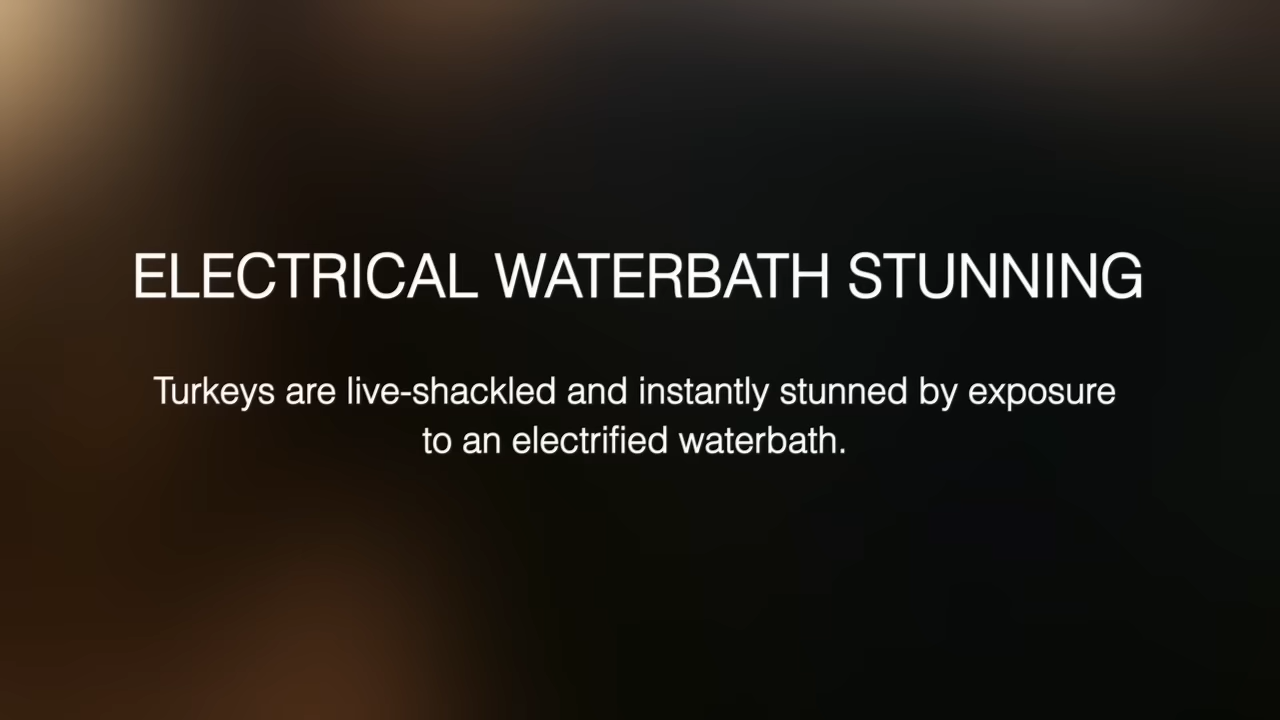 ELECTRICAL WATERBATH STUNNING
Turkeys are live-shackled and instantly stunned by exposure
to an electrified waterbath.